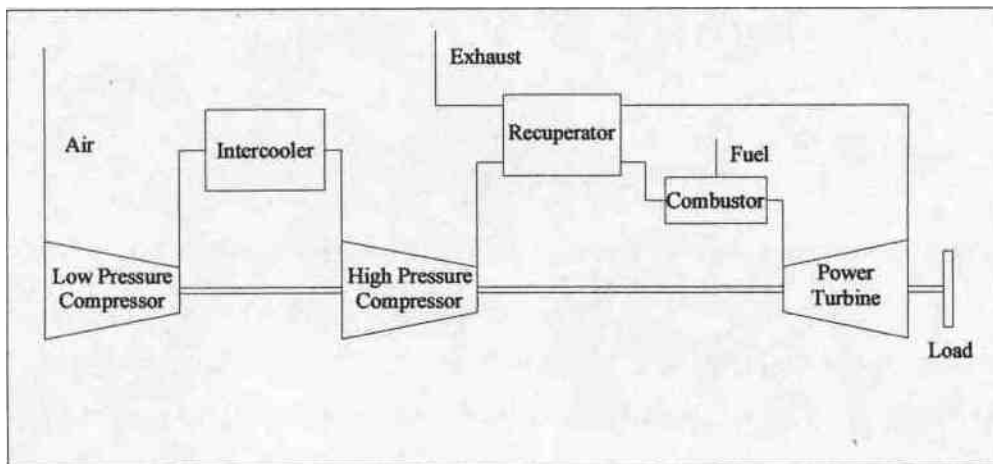 Exhaust
Air
Intercooler
Recuperator
Fuel
Combustor
Low Pressure
Compressor
High Pressure
Compressor
Power
Turbine
Load